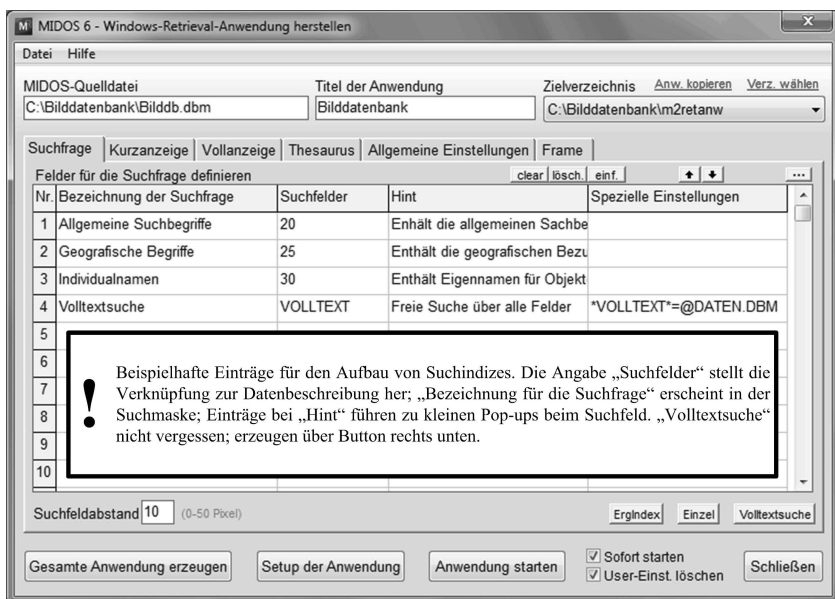 MIDOS 6 - Windows-Retrieval-Anwendung herstellen
Datei Hilfe
MIDOS-Quelldatei Titel der Anwendung Zielverzeichnis Anw. kopieren Verz. wählen
C:\Bilddatenbank\Bilddb.dbm Bilddatenbank C:\Bilddatenbank\m2retanw
Suchfrage Kurzanzeige Vollanzeige Thesaurus Allgemeine Einstellungen Frame
Felder für die Suchfrage definieren clear lösch. einf. ...
Nr. Bezeichnung der Suchfrage Suchfelder Hint Spezielle Einstellungen
1 Allgemeine Suchbegriffe 20 Enhält die allgemeinen Sachbe
2 Geografische Begriffe 25 Enthält die geografischen Bezu
3 Individualnamen 30 Enthält Eigennamen für Objekt
4 Volltextsuche VOLLTEXT Freie Suche über alle Felder *VOLLTEXT*=@DATEN.DBM
5
6
7
8
9
10
! Beispielhafte Einträge für den Aufbau von Suchindizes. Die Angabe „Suchfelder“ stellt die
Verknüpfung zur Datenbeschreibung her; „Bezeichnung für die Suchfrage“ erscheint in der
Suchmaske; Einträge bei „Hint“ führen zu kleinen Pop-ups beim Suchfeld. „Volltextsuche“
nicht vergessen; erzeugen über Button rechts unten.
Suchfeldabstand 10 (0-50 Pixel) ErgIndex Einzel Volltextsuche
Gesamte Anwendung erzeugen Setup der Anwendung Anwendung starten Sofort starten
User-Einst. löschen Schließen